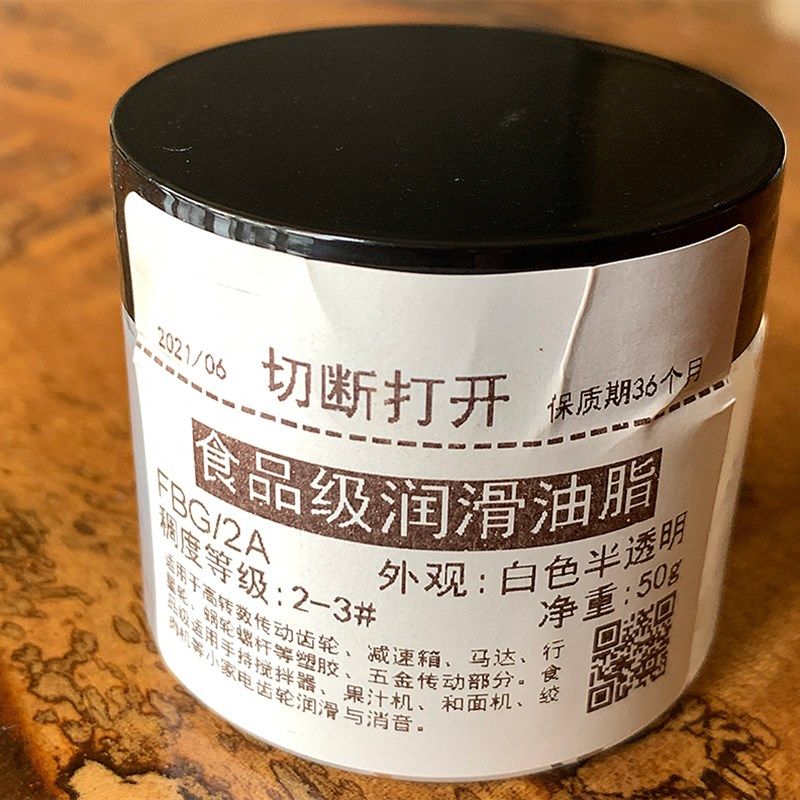 2021/06 切断打开 保质期36个月
食品级润滑油脂
FBG/2A
外观：白色半透明
稠度等级：2-3#
净重：50g
适用于高转数传动齿轮、减速箱、马达、行
星轮、蜗轮螺杆等塑胶、五金传动部分。食
品级适用手持搅拌器、果汁机、和面机、绞
肉机等小家电齿轮润滑与消音。